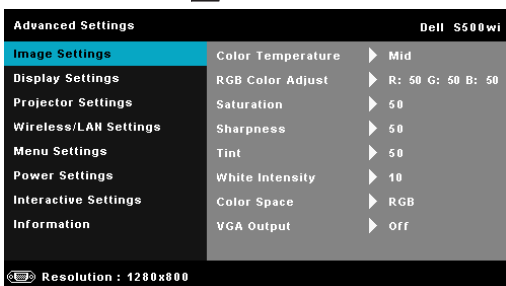 Advanced Settings Dell S500wi
Image Settings Color Temperature Mid
Display Settings RGB Color Adjust R: 50 G: 50 B: 50
Projector Settings Saturation 50
Wireless/LAN Settings Sharpness 50
Menu Settings Tint 50
Power Settings White Intensity 10
Interactive Settings Color Space RGB
Information VGA Output Off
Resolution : 1280x800